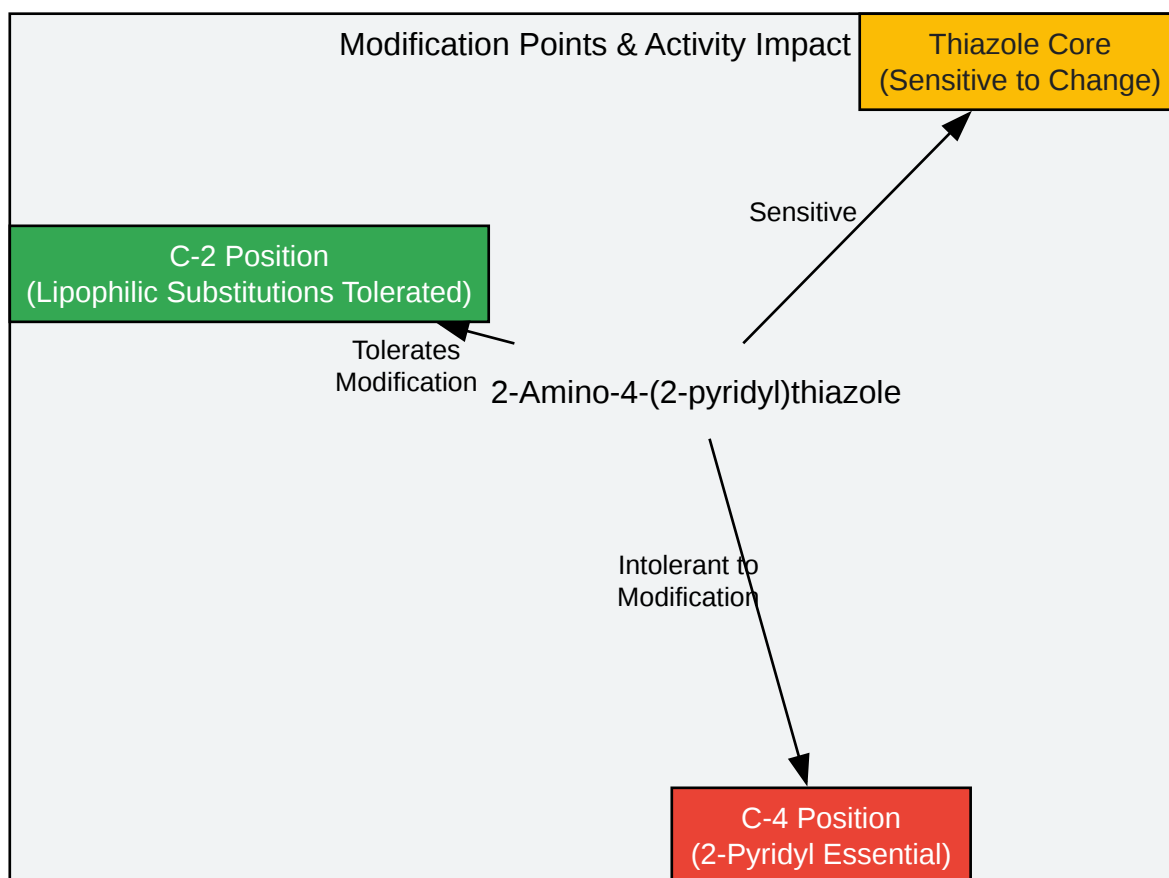 Modification Points & Activity Impact
Thiazole Core
(Sensitive to Change)
Sensitive
C-2 Position
(Lipophilic Substitutions Tolerated)
Tolerates
Modification
2-Amino-4-(2-pyridyl)thiazole
Intolerant to
Modification
C-4 Position
(2-Pyridyl Essential)